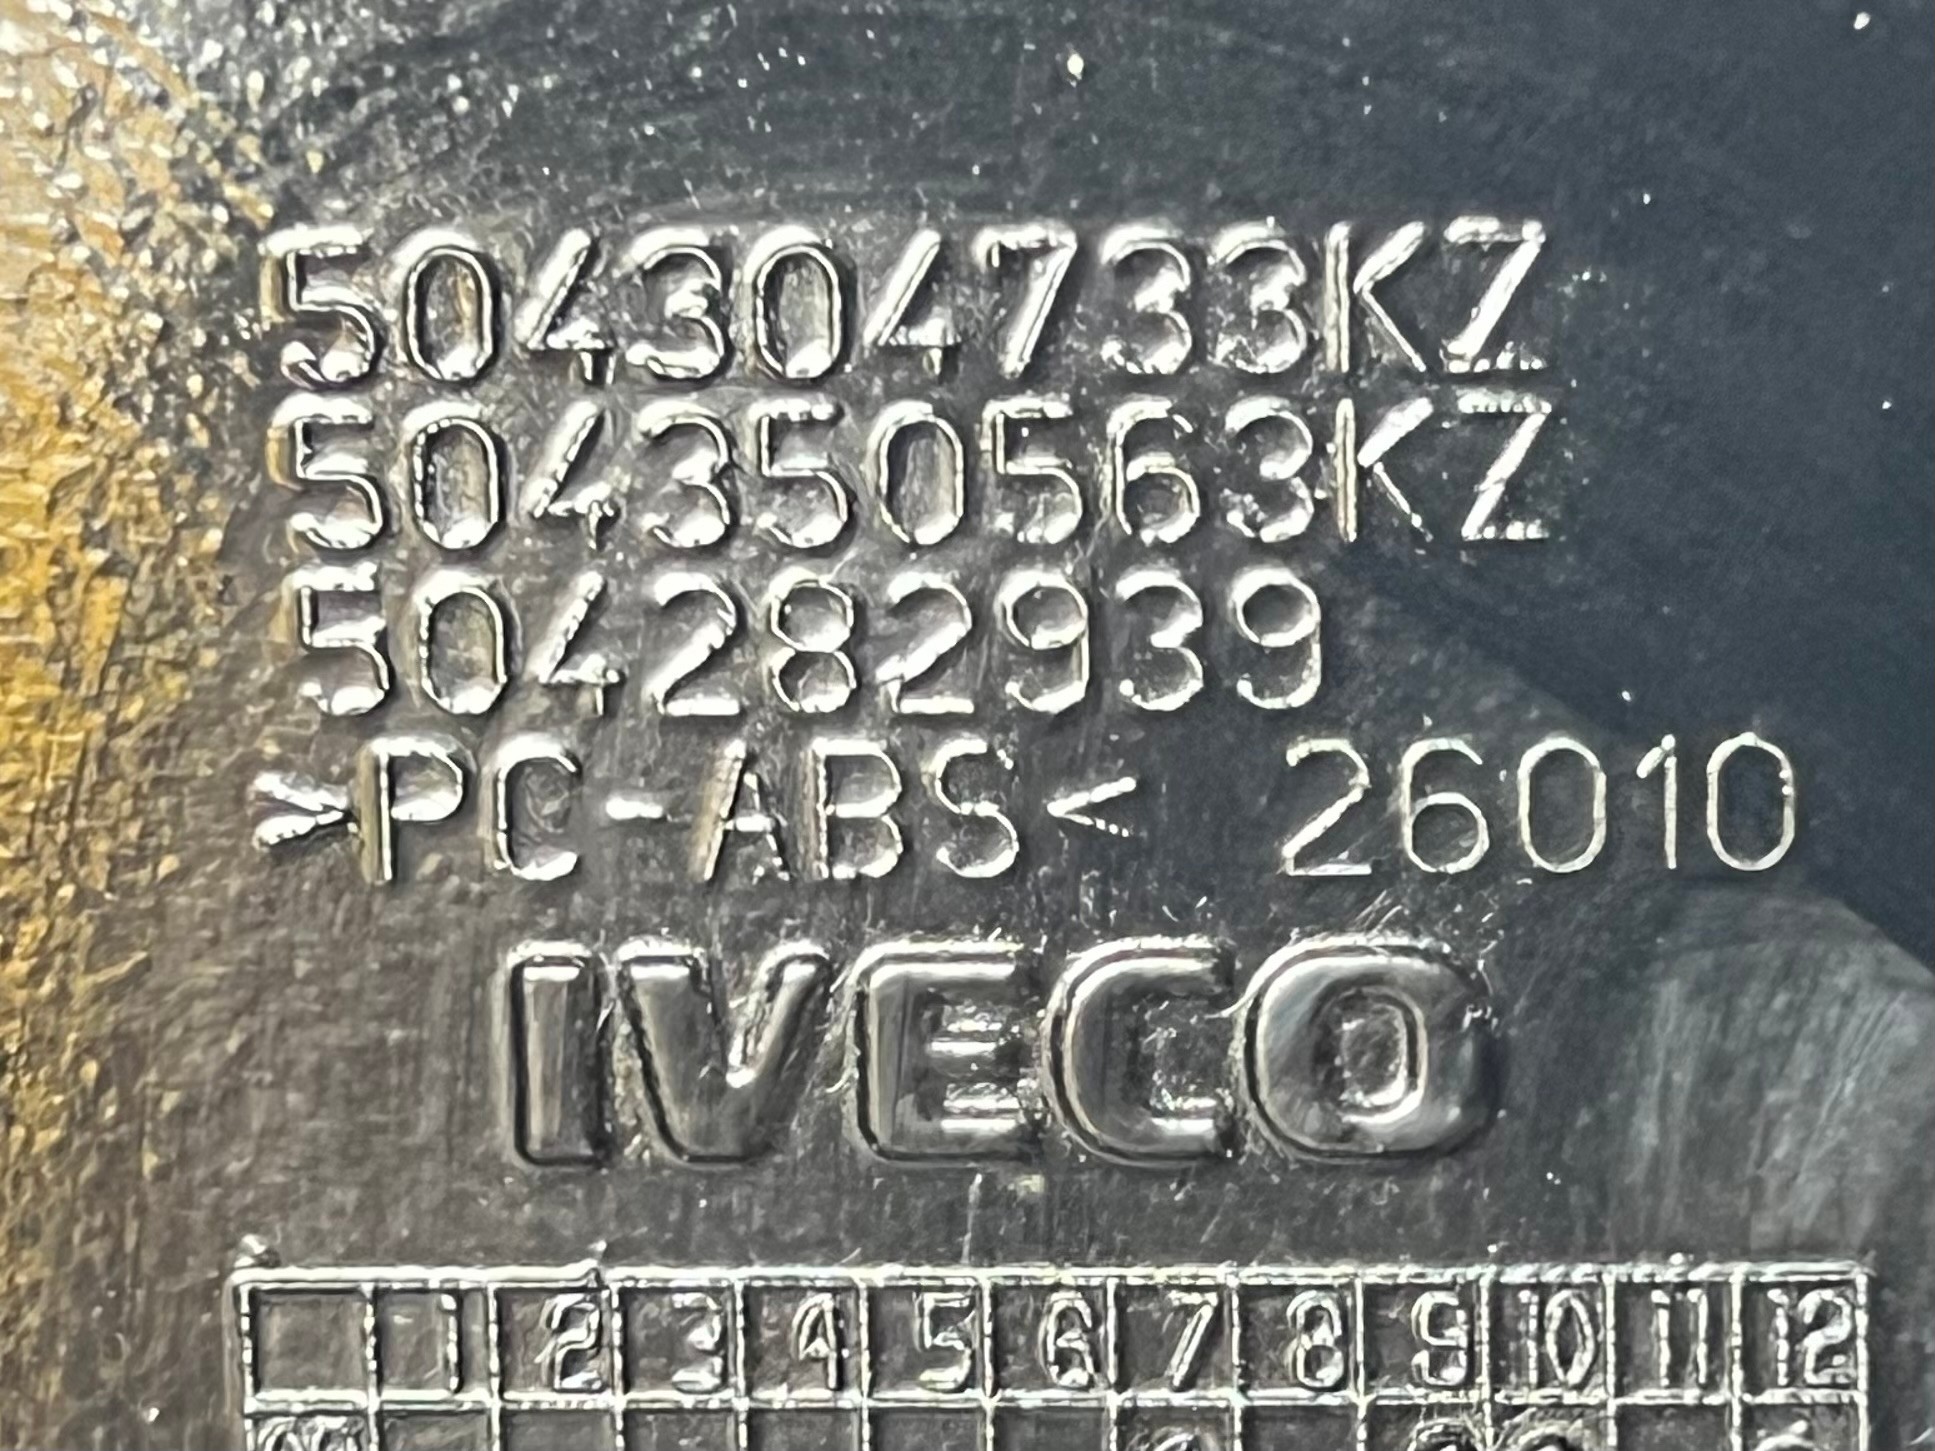 504304733KZ
504350563KZ
504282939
>PC-ABS< 26010
IVECO
1 2 3 4 5 6 7 8 9 10 11 12